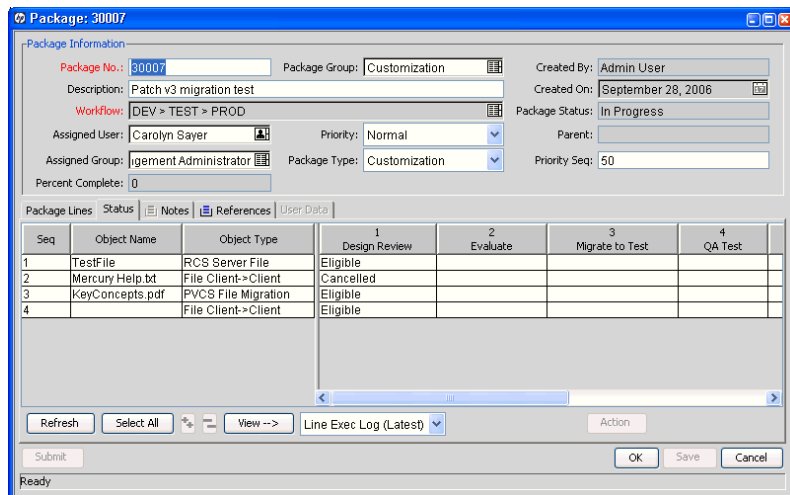 Package: 30007
Package Information
Package No.: 30007 Package Group: Customization Created By: Admin User
Description: Patch v3 migration test Created On: September 28, 2006
Workflow: DEV > TEST > PROD Package Status: In Progress
Assigned User: Carolyn Sayer Priority: Normal Parent:
Assigned Group: gement Administrator Package Type: Customization Priority Seq: 50
Percent Complete: 0
Package Lines Status Notes References User Data
Seq Object Name Object Type 1 Design Review 2 Evaluate 3 Migrate to Test 4 QA Test
1 TestFile RCS Server File Eligible
2 Mercury Help.txt File Client->Client Cancelled
3 KeyConcepts.pdf PVCS File Migration Eligible
4 File Client->Client Eligible
Refresh Select All View --> Line Exec Log (Latest) Action
Submit OK Save Cancel
Ready